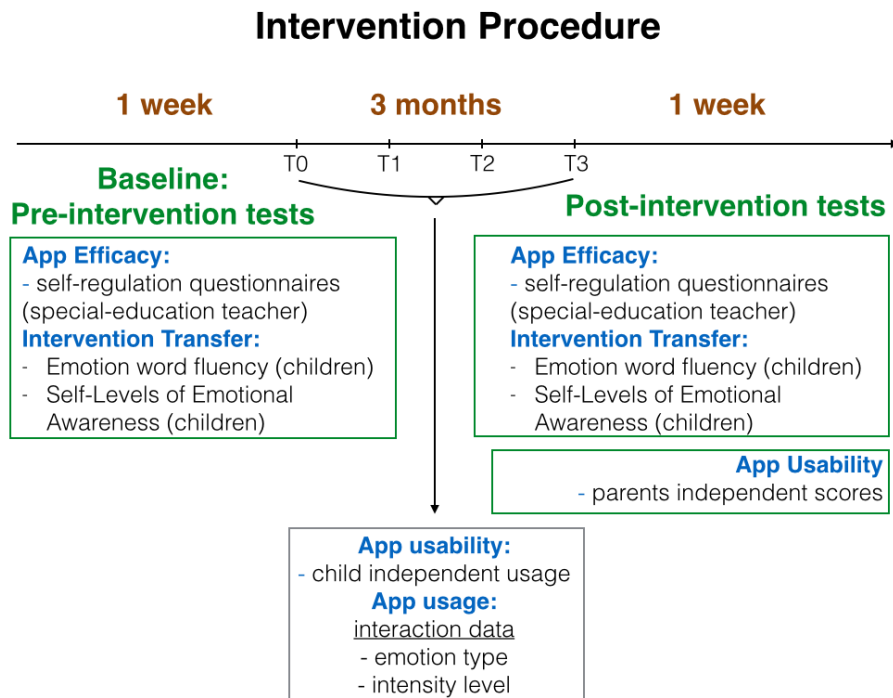 Intervention Procedure
1 week
3 months
1 week
T0
T1
T2
T3
Baseline:
Pre-intervention tests
App Efficacy:
- self-regulation questionnaires
(special-education teacher)
Intervention Transfer:
- Emotion word fluency (children)
- Self-Levels of Emotional
Awareness (children)
Post-intervention tests
App Efficacy:
- self-regulation questionnaires
(special-education teacher)
Intervention Transfer:
- Emotion word fluency (children)
- Self-Levels of Emotional
Awareness (children)
App Usability
- parents independent scores
App usability:
- child independent usage
App usage:
interaction data
- emotion type
- intensity level